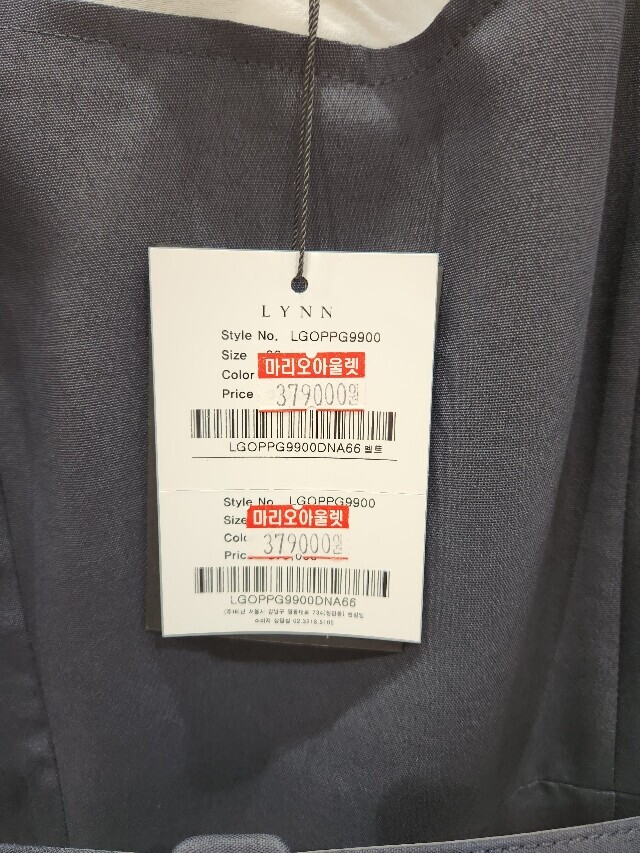 LYNN
Style No. LGOPPG9900
Size
마리오아울렛
Color
Price 379000원
LGOPPG9900DNA66 벨트
Style No LGOPPG9900
Size
마리오아울렛
Colo
379000원
Pric
LGOPPG9900DNA66